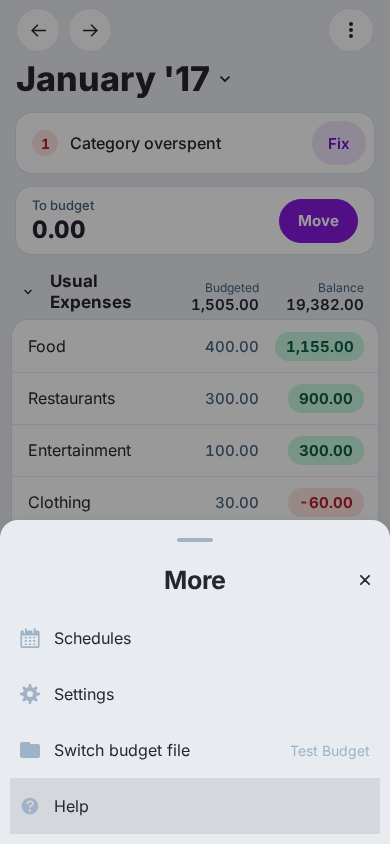 January '17
1 Category overspent Fix
To budget
0.00 Move
Usual Expenses Budgeted 1,505.00 Balance 19,382.00
Food 400.00 1,155.00
Restaurants 300.00 900.00
Entertainment 100.00 300.00
Clothing 30.00 -60.00
More
Schedules
Settings
Switch budget file Test Budget
Help